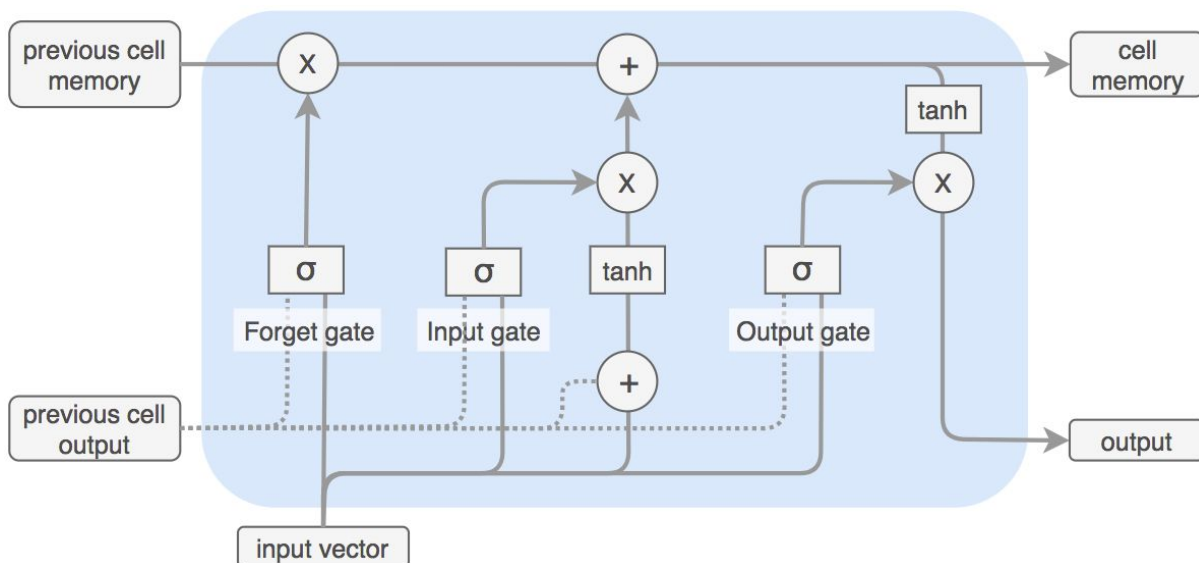 previous cell
memory
x
+
cell
memory
tanh
x
x
σ
σ
tanh
σ
Forget gate
Input gate
Output gate
+
previous cell
output
output
input vector